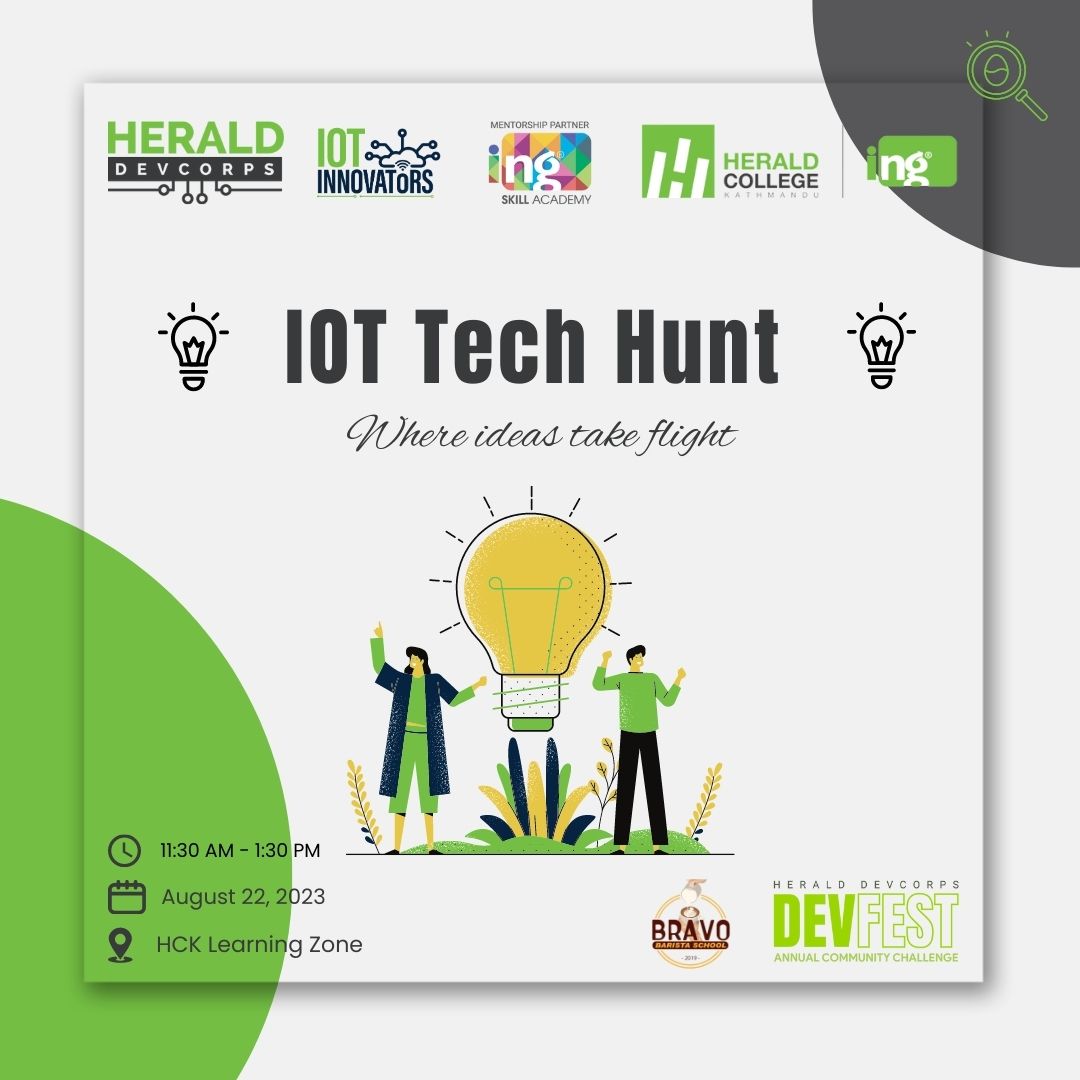 HERALD
DEVCORPS
IOT
INNOVATORS
MENTORSHIP PARTNER
ing®
SKILL ACADEMY
HERALD
COLLEGE
KATHMANDU
ing®
IOT Tech Hunt
Where ideas take flight
11:30 AM - 1:30 PM
August 22, 2023
HCK Learning Zone
BRAVO
BARISTA SCHOOL
- 2019 -
HERALD DEVCORPS
DEVFEST
ANNUAL COMMUNITY CHALLENGE